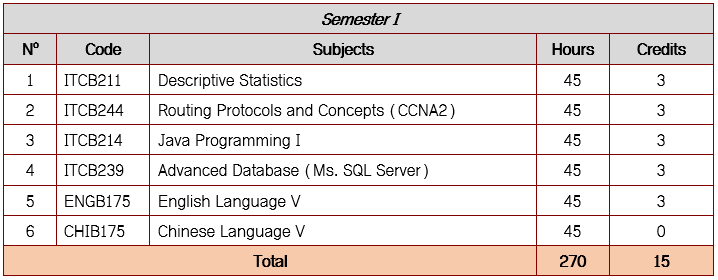 Semester I
Nº Code Subjects Hours Credits
1 ITCB211 Descriptive Statistics 45 3
2 ITCB244 Routing Protocols and Concepts (CCNA2) 45 3
3 ITCB214 Java Programming I 45 3
4 ITCB239 Advanced Database (Ms. SQL Server) 45 3
5 ENGB175 English Language V 45 3
6 CHIB175 Chinese Language V 45 0
Total 270 15